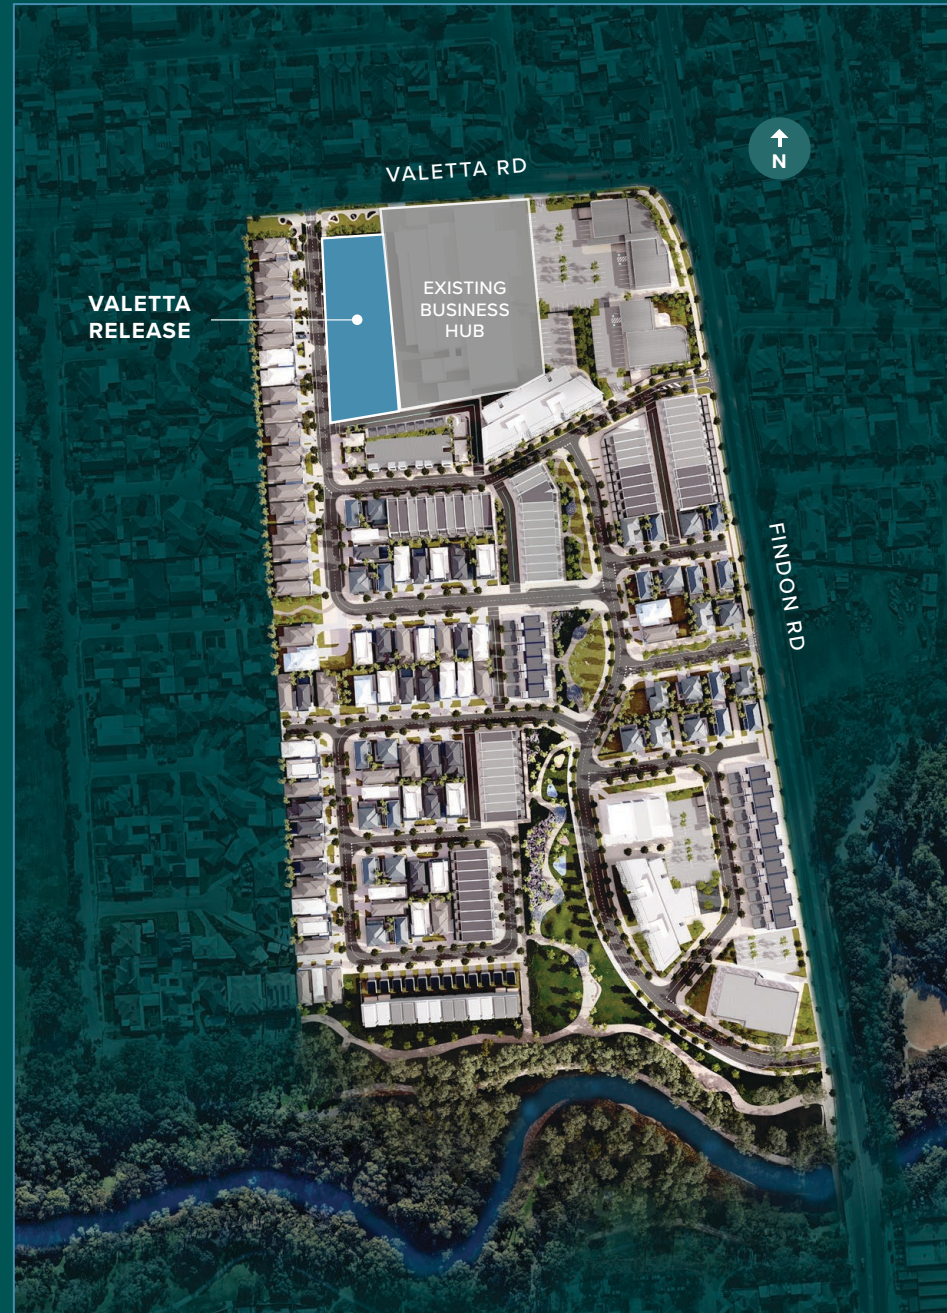 VALETTA RD
N
VALETTA
RELEASE
EXISTING
BUSINESS
HUB
FINDON RD